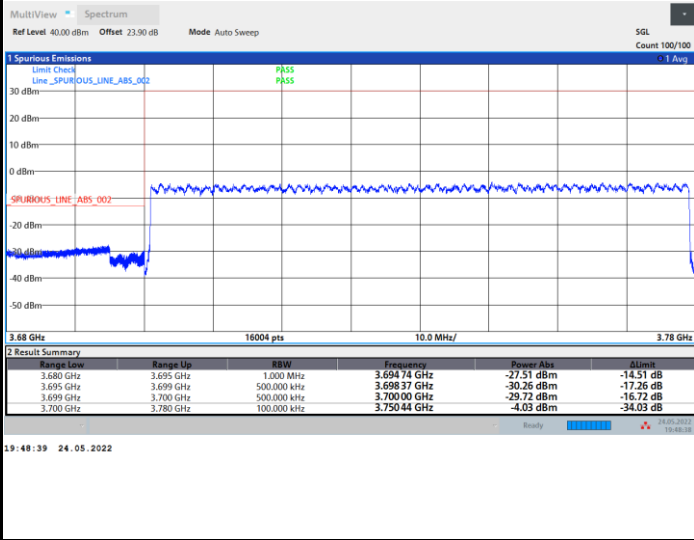 MultiView Spectrum
Ref Level 40.00 dBm Offset 23.90 dB Mode Auto Sweep SGL
Count 100/100
1 Spurious Emissions 1 Avg
Limit Check PASS
Line _SPURIOUS_LINE_ABS_002 PASS
30 dBm
20 dBm
10 dBm
0 dBm
_SPURIOUS_LINE_ABS_002
-20 dBm
-30 dBm
-40 dBm
-50 dBm
3.68 GHz 16004 pts 10.0 MHz/ 3.78 GHz
2 Result Summary
Range Low Range Up RBW Frequency Power Abs ΔLimit
3.680 GHz 3.695 GHz 1.000 MHz 3.694 74 GHz -27.51 dBm -14.51 dB
3.695 GHz 3.699 GHz 500.000 kHz 3.698 37 GHz -30.26 dBm -17.26 dB
3.699 GHz 3.700 GHz 500.000 kHz 3.700 00 GHz -29.72 dBm -16.72 dB
3.700 GHz 3.780 GHz 100.000 kHz 3.750 44 GHz -4.03 dBm -34.03 dB
Ready 24.05.2022
19:48:38
19:48:39 24.05.2022